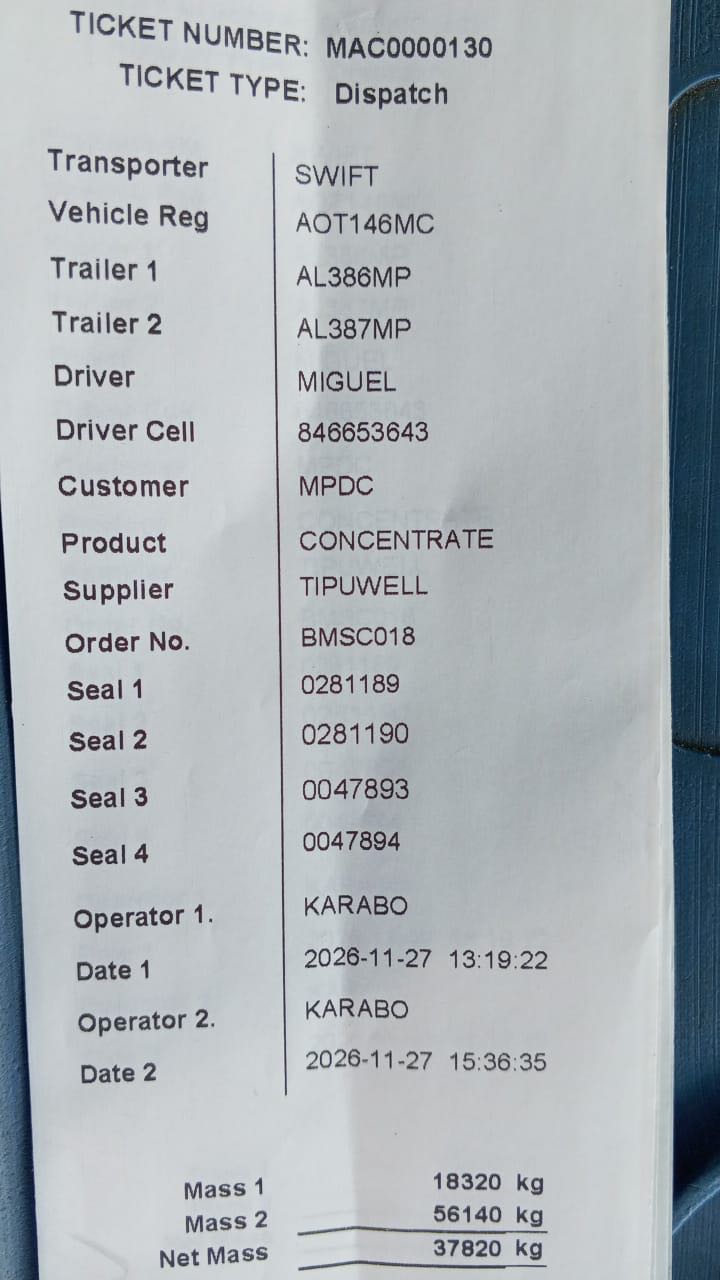 TICKET NUMBER: MAC0000130
TICKET TYPE: Dispatch
Transporter SWIFT
Vehicle Reg AOT146MC
Trailer 1 AL386MP
Trailer 2 AL387MP
Driver MIGUEL
Driver Cell 846653643
Customer MPDC
Product CONCENTRATE
Supplier TIPUWELL
Order No. BMSC018
Seal 1 0281189
Seal 2 0281190
Seal 3 0047893
Seal 4 0047894
Operator 1. KARABO
Date 1 2026-11-27 13:19:22
Operator 2. KARABO
Date 2 2026-11-27 15:36:35
Mass 1 18320 kg
Mass 2 56140 kg
Net Mass 37820 kg